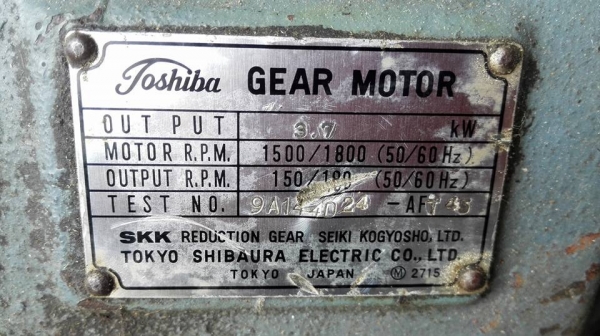 Toshiba GEAR MOTOR
OUT PUT 3.7 kW
MOTOR R.P.M. 1500/1800 (50/60Hz)
OUTPUT R.P.M. 150/180 (50/60Hz)
TEST NO.
SKK REDUCTION GEAR SEIKI KOGYOSHO, LTD.
TOKYO SHIBAURA ELECTRIC CO., LTD.
TOKYO JAPAN Ⓜ 2715